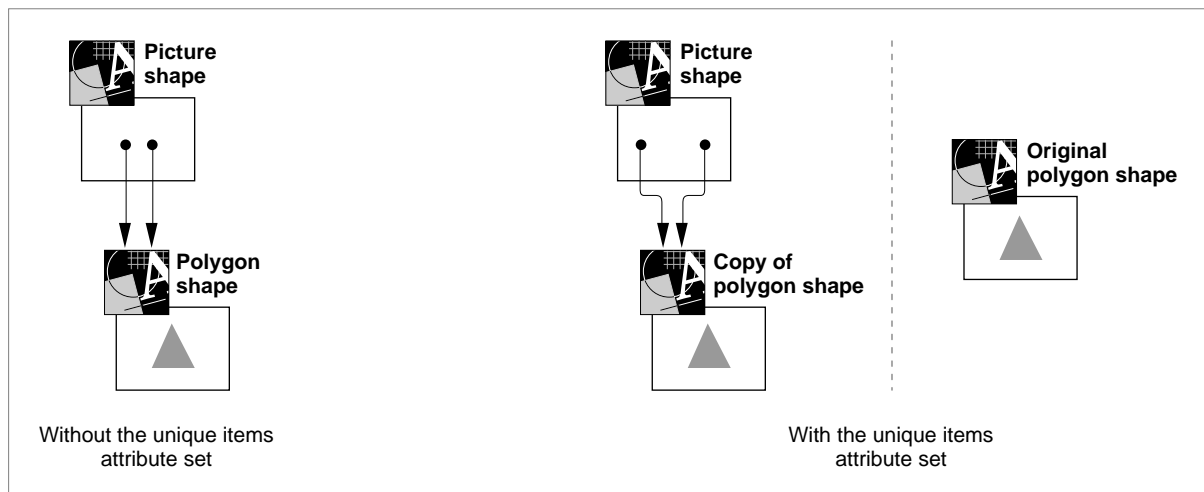 Picture
shape
Polygon
shape
Without the unique items
attribute set
Picture
shape
Copy of
polygon shape
Original
polygon shape
With the unique items
attribute set